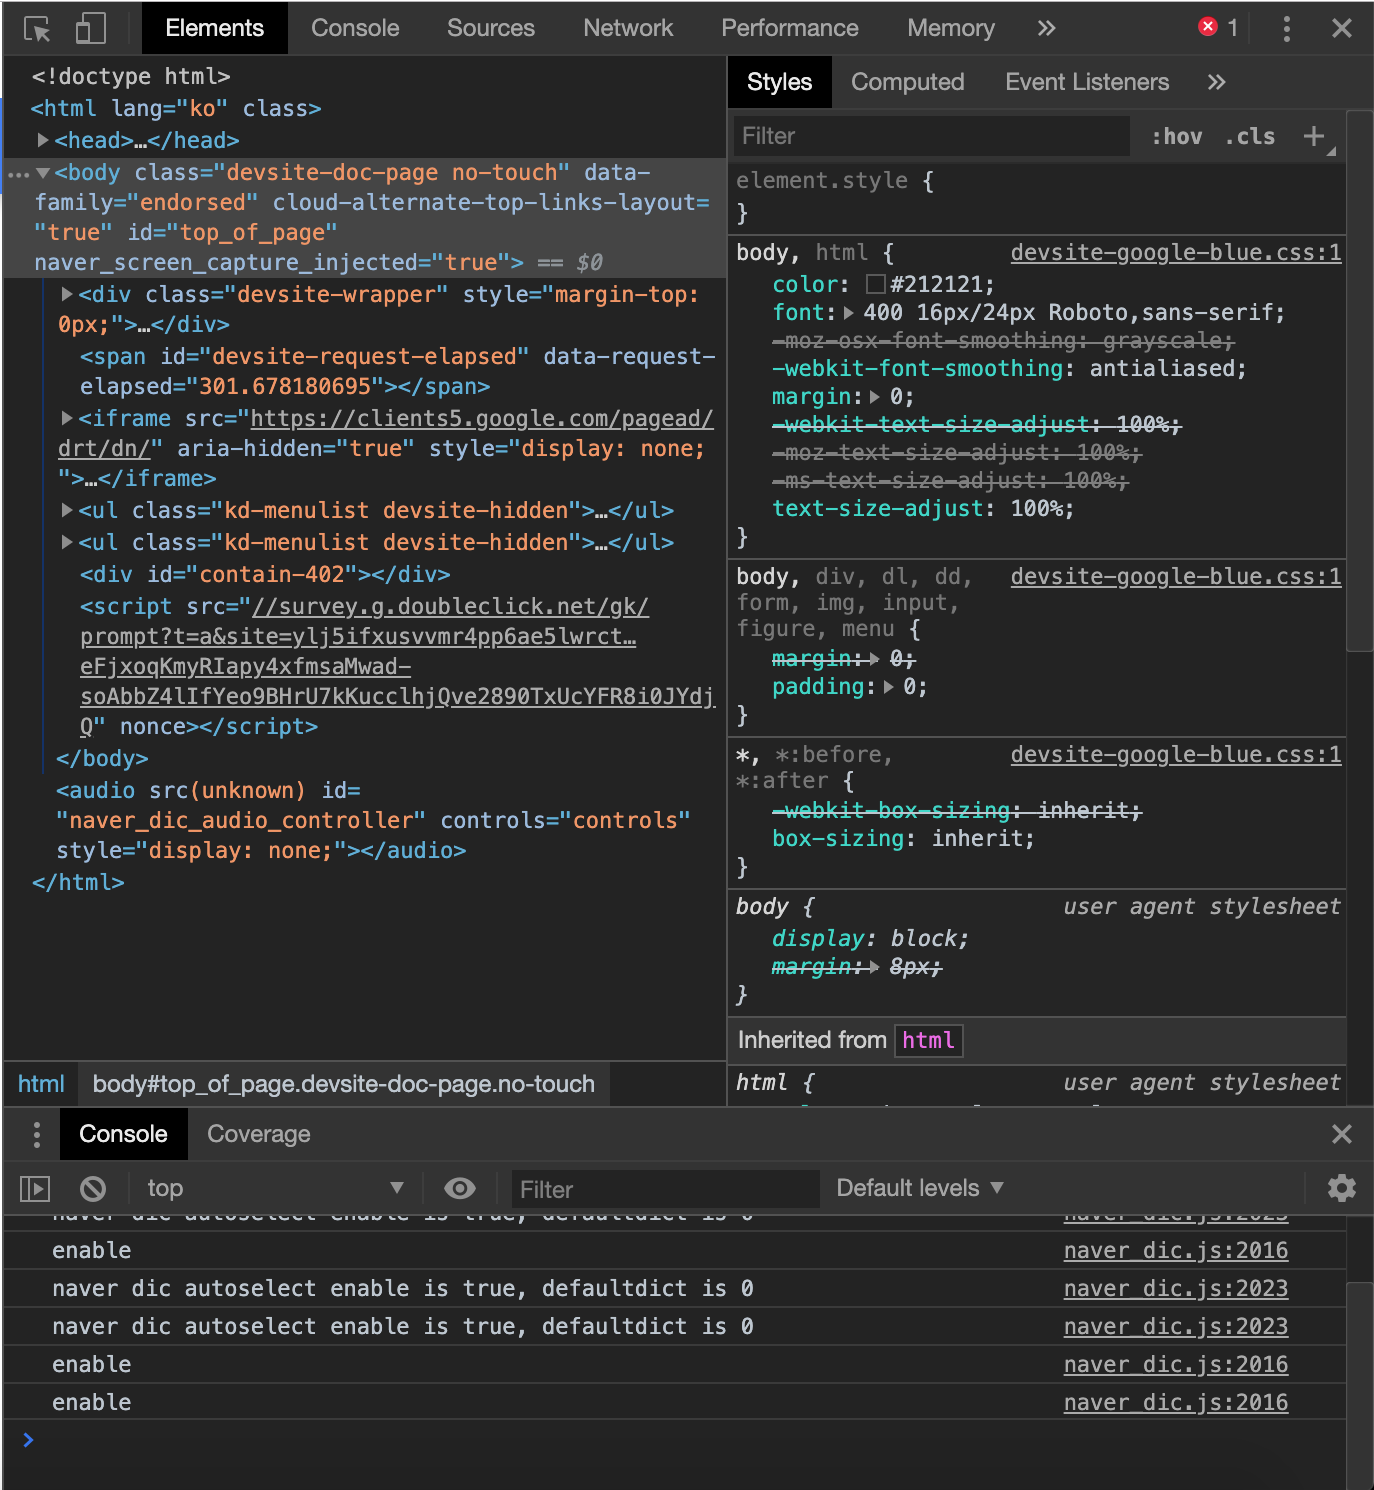 Elements Console Sources Network Performance Memory » 1
<!doctype html>
<html lang="ko" class>
<head>…</head>
<body class="devsite-doc-page no-touch" data-
family="endorsed" cloud-alternate-top-links-layout=
"true" id="top_of_page"
naver_screen_capture_injected="true"> == $0
<div class="devsite-wrapper" style="margin-top:
0px;">…</div>
<span id="devsite-request-elapsed" data-request-
elapsed="301.678180695"></span>
<iframe src="https://clients5.google.com/pagead/
drt/dn/" aria-hidden="true" style="display: none;
">…</iframe>
<ul class="kd-menulist devsite-hidden">…</ul>
<ul class="kd-menulist devsite-hidden">…</ul>
<div id="contain-402"></div>
<script src="//survey.g.doubleclick.net/gk/
prompt?t=a&site=ylj5ifxusvvmr4pp6ae5lwrct…
eFjxoqKmyRIapy4xfmsaMwad-
soAbbZ4lIfYeo9BHrU7kKucclhjQve2890TxUcYFR8i0JYdj
Q" nonce></script>
</body>
<audio src(unknown) id=
"naver_dic_audio_controller" controls="controls"
style="display: none;"></audio>
</html>
html body#top_of_page.devsite-doc-page.no-touch
Styles Computed Event Listeners »
Filter :hov .cls +
element.style {
}
body, html { devsite-google-blue.css:1
color: #212121;
font: 400 16px/24px Roboto,sans-serif;
-moz-osx-font-smoothing: grayscale;
-webkit-font-smoothing: antialiased;
margin: 0;
-webkit-text-size-adjust: 100%;
-moz-text-size-adjust: 100%;
-ms-text-size-adjust: 100%;
text-size-adjust: 100%;
}
body, div, dl, dd, devsite-google-blue.css:1
form, img, input,
figure, menu {
margin: 0;
padding: 0;
}
*, *:before, devsite-google-blue.css:1
*:after {
-webkit-box-sizing: inherit;
box-sizing: inherit;
}
body { user agent stylesheet
display: block;
margin: 8px;
}
Inherited from html
html { user agent stylesheet
Console Coverage
top Filter Default levels
naver dic autoselect enable is true, defaultdict is 0 naver_dic.js:2023
enable naver_dic.js:2016
naver dic autoselect enable is true, defaultdict is 0 naver_dic.js:2023
naver dic autoselect enable is true, defaultdict is 0 naver_dic.js:2023
enable naver_dic.js:2016
enable naver_dic.js:2016